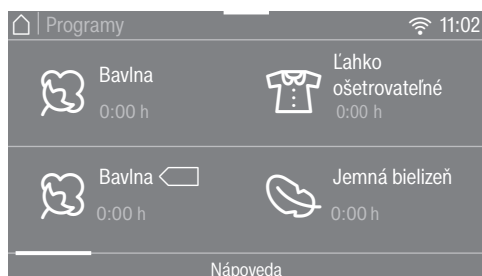 Programy 11:02
Bavlna
0:00 h
Ľahko
ošetrovateľné
0:00 h
Bavlna
0:00 h
Jemná bielizeň
0:00 h
Nápoveda